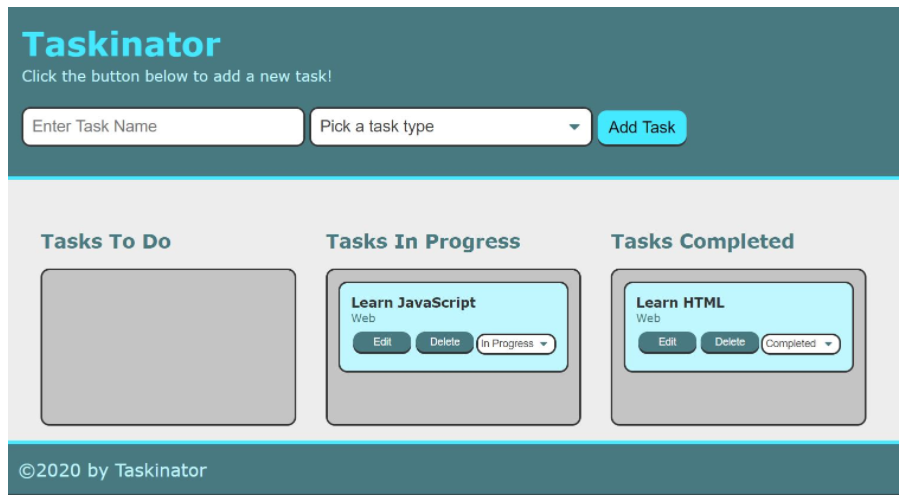 Taskinator
Click the button below to add a new task!
Enter Task Name
Pick a task type
Add Task
Tasks To Do
Tasks In Progress
Learn JavaScript
Web
Edit Delete In Progress
Tasks Completed
Learn HTML
Web
Edit Delete Completed
©2020 by Taskinator